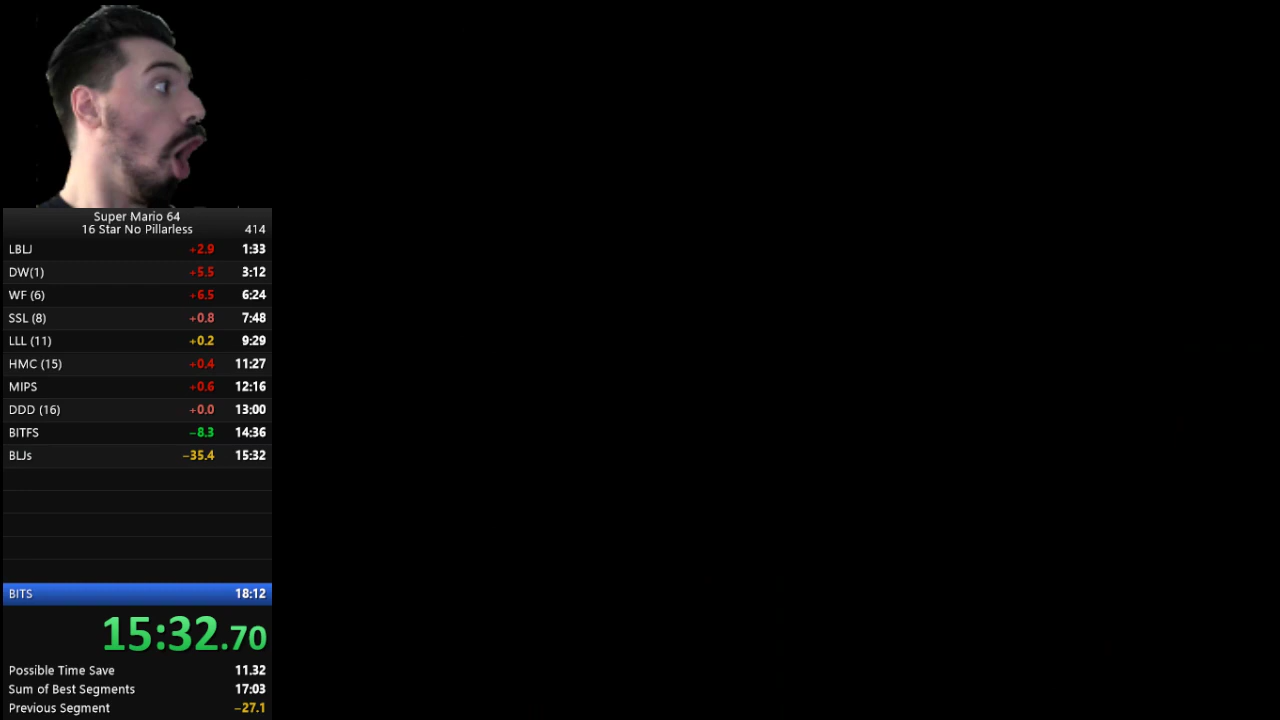 Super Mario 64
16 Star No Pillarless 414
LBLJ +2.9 1:33
DW(1) +5.5 3:12
WF (6) +6.5 6:24
SSL (8) +0.8 7:48
LLL (11) +0.2 9:29
HMC (15) +0.4 11:27
MIPS +0.6 12:16
DDD (16) +0.0 13:00
BITFS −8.3 14:36
BLJs −35.4 15:32
BITS 18:12
15:32.70
Possible Time Save 11.32
Sum of Best Segments 17:03
Previous Segment −27.1